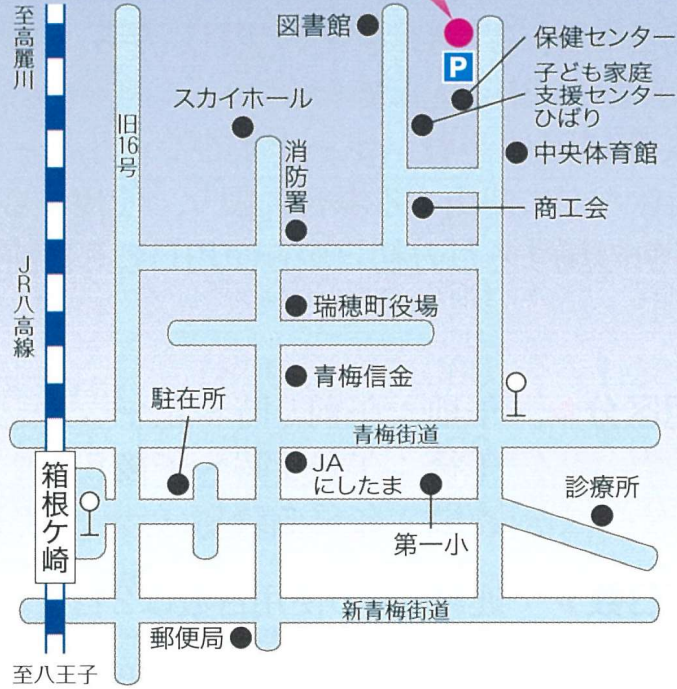 至高麗川
図書館
P
保健センター
子ども家庭
支援センター
ひばり
スカイホール
旧16号
消防署
中央体育館
商工会
JR八高線
瑞穂町役場
青梅信金
駐在所
青梅街道
箱根ケ崎
JA
にしたま
診療所
第一小
新青梅街道
郵便局
至八王子